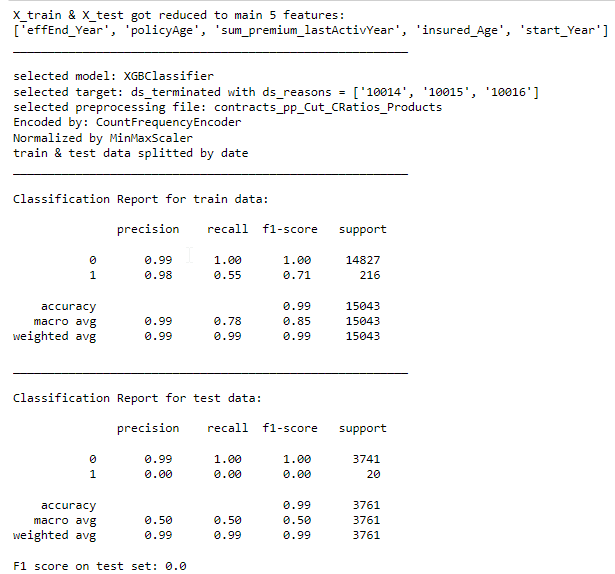 X_train & X_test got reduced to main 5 features:
['effEnd_Year', 'policyAge', 'sum_premium_lastActivYear', 'insured_Age', 'start_Year']
selected model: XGBClassifier
selected target: ds_terminated with ds_reasons = ['10014', '10015', '10016']
selected preprocessing file: contracts_pp_Cut_CRatios_Products
Encoded by: CountFrequencyEncoder
Normalized by MinMaxScaler
train & test data splitted by date
Classification Report for train data:
precision recall f1-score support
0 0.99 1.00 1.00 14827
1 0.98 0.55 0.71 216
accuracy 0.99 15043
macro avg 0.99 0.78 0.85 15043
weighted avg 0.99 0.99 0.99 15043
Classification Report for test data:
precision recall f1-score support
0 0.99 1.00 1.00 3741
1 0.00 0.00 0.00 20
accuracy 0.99 3761
macro avg 0.50 0.50 0.50 3761
weighted avg 0.99 0.99 0.99 3761
F1 score on test set: 0.0